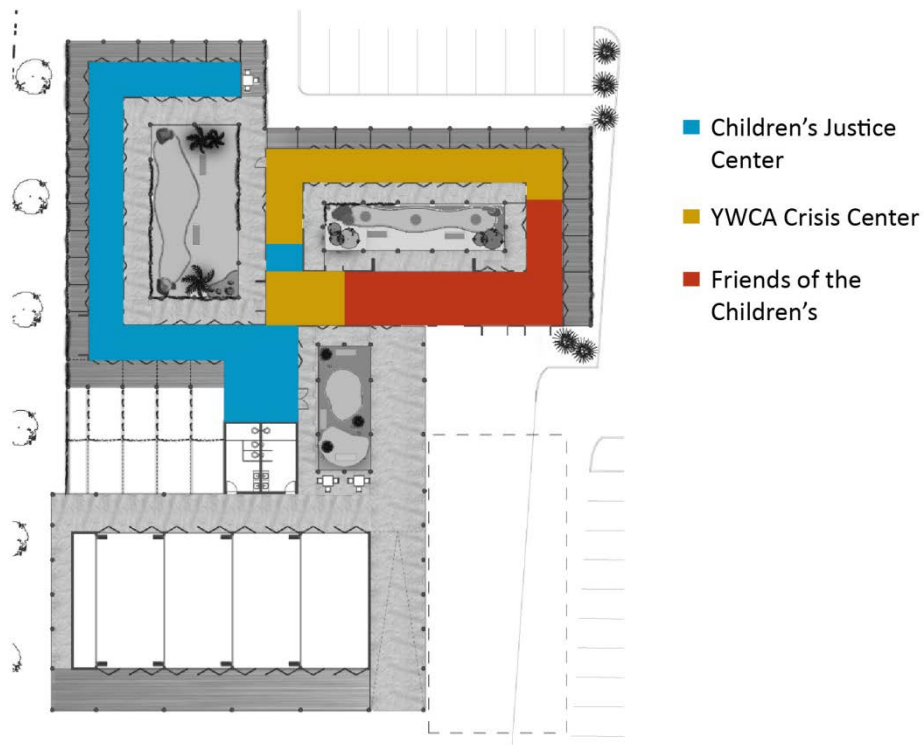 Children's Justice
Center
YWCA Crisis Center
Friends of the
Children's